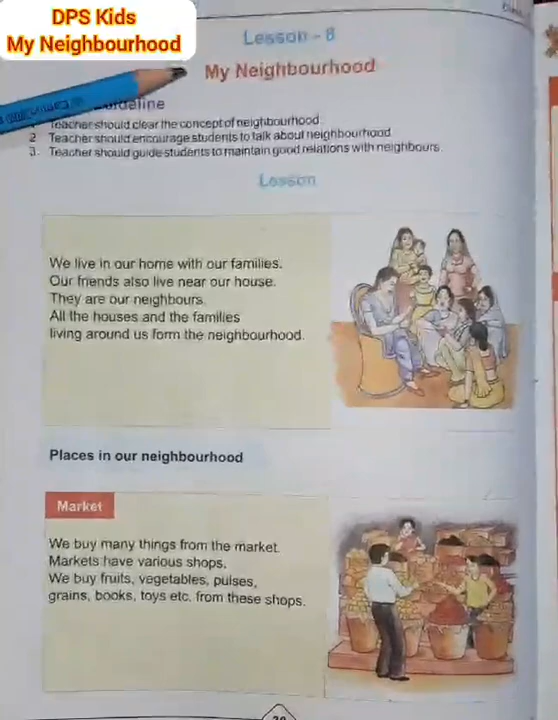 DPS Kids
My Neighbourhood
Lesson - 8
My Neighbourhood
Teacher should clear the concept of neighbourhood.
2. Teacher should encourage students to talk about neighbourhood.
3. Teacher should guide students to maintain good relations with neighbours.
Lesson
We live in our home with our families.
Our friends also live near our house.
They are our neighbours.
All the houses and the families
living around us form the neighbourhood.
Places in our neighbourhood
Market
We buy many things from the market.
Markets have various shops.
We buy fruits, vegetables, pulses,
grains, books, toys etc. from these shops.